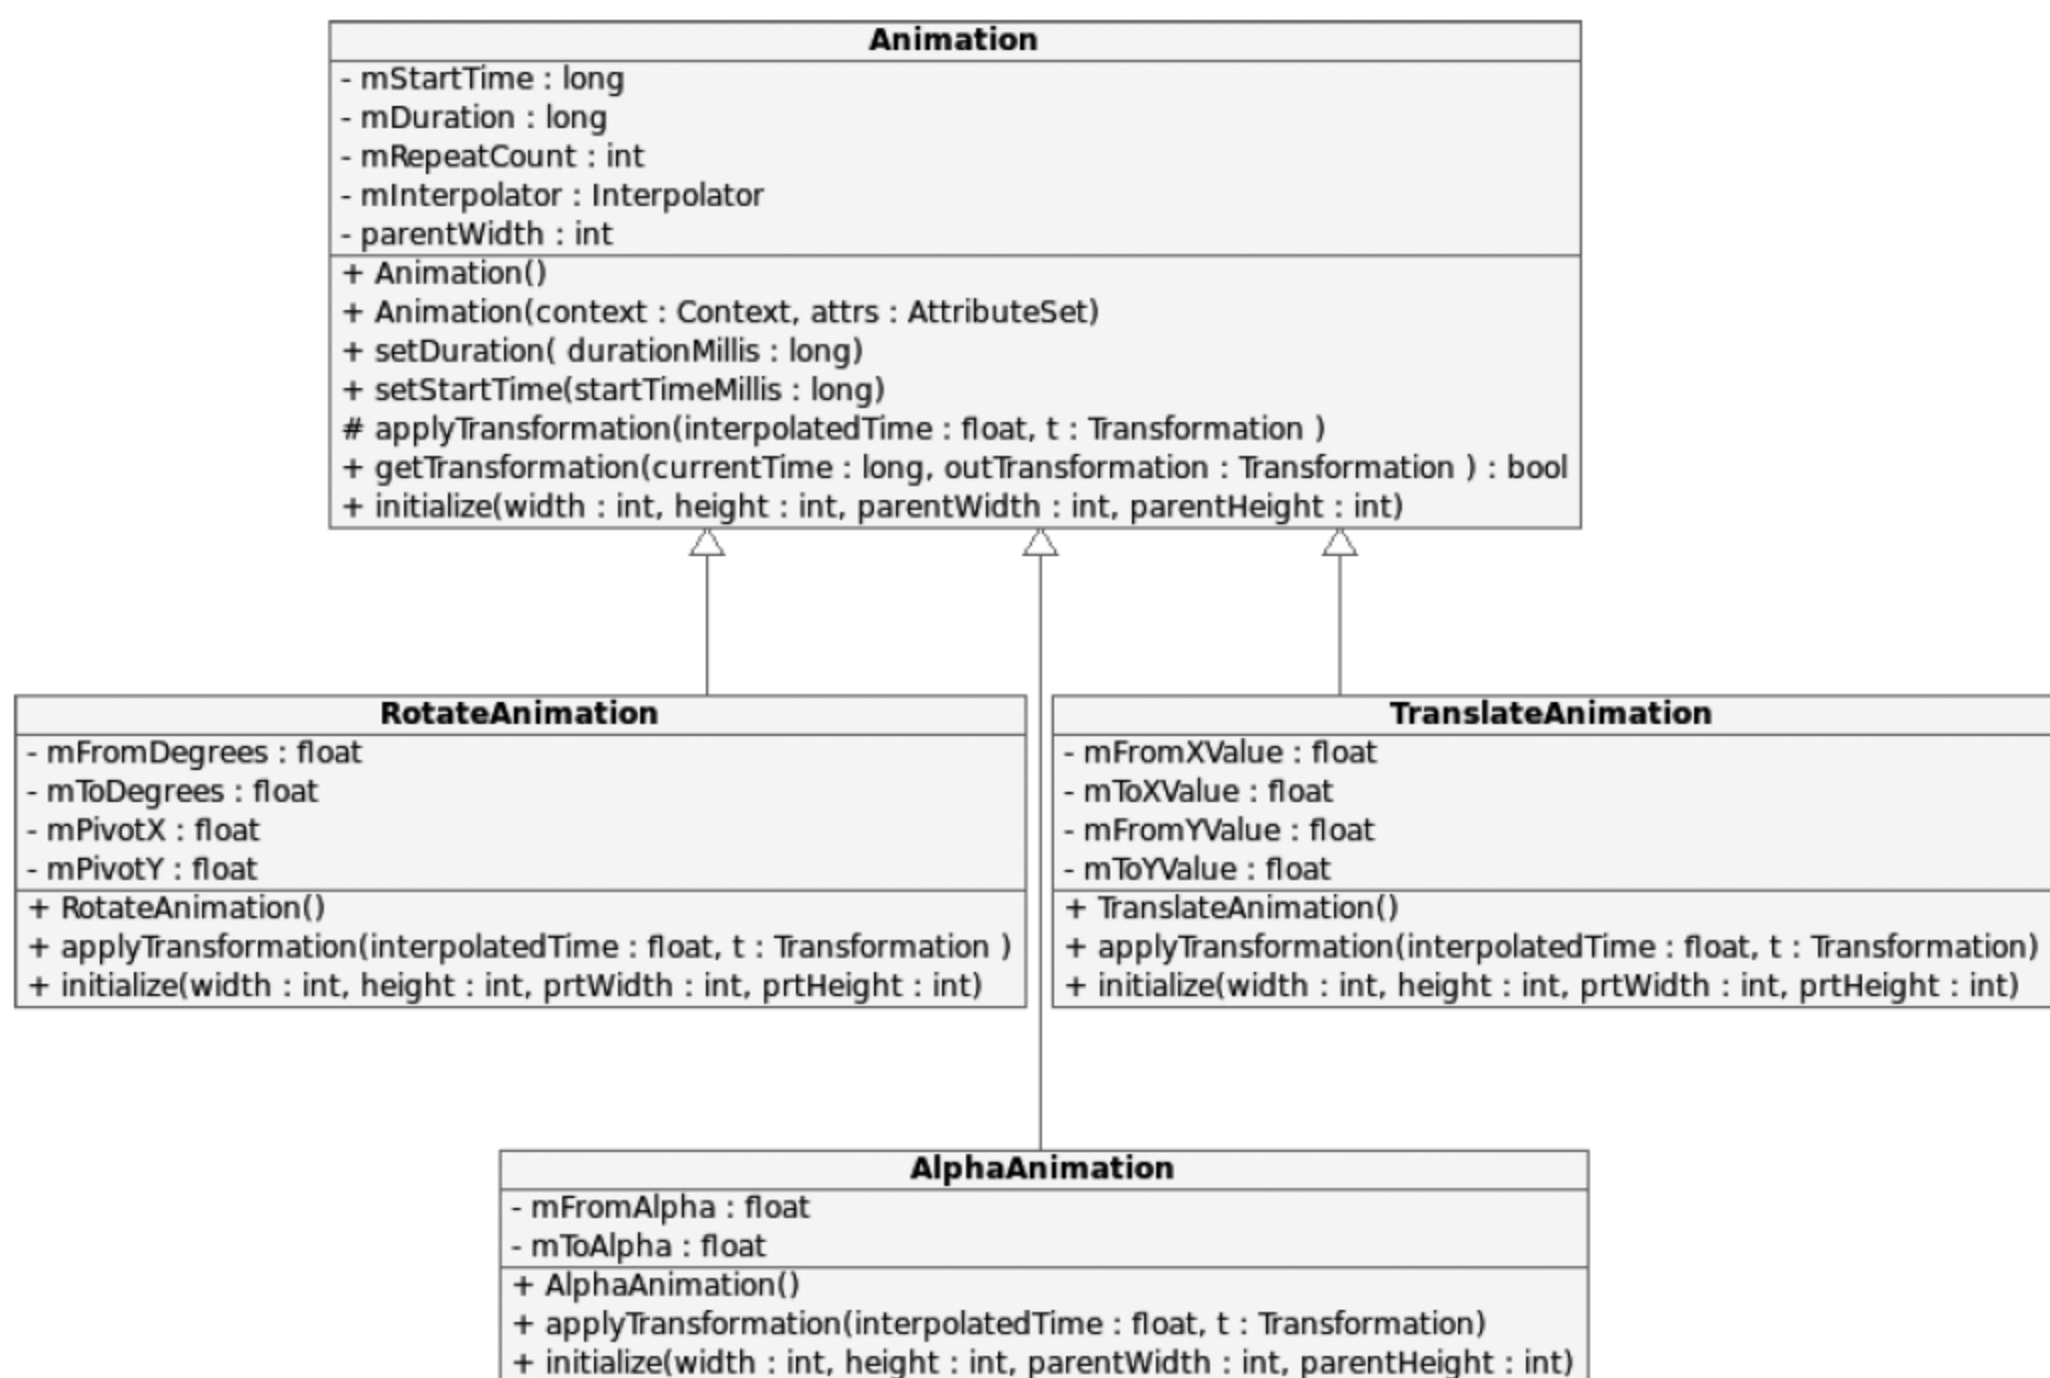 Animation
- mStartTime : long
- mDuration : long
- mRepeatCount : int
- mInterpolator : Interpolator
- parentWidth : int
+ Animation()
+ Animation(context : Context, attrs : AttributeSet)
+ setDuration( durationMillis : long)
+ setStartTime(startTimeMillis : long)
# applyTransformation(interpolatedTime : float, t : Transformation )
+ getTransformation(currentTime : long, outTransformation : Transformation ) : bool
+ initialize(width : int, height : int, parentWidth : int, parentHeight : int)
RotateAnimation
- mFromDegrees : float
- mToDegrees : float
- mPivotX : float
- mPivotY : float
+ RotateAnimation()
+ applyTransformation(interpolatedTime : float, t : Transformation )
+ initialize(width : int, height : int, prtWidth : int, prtHeight : int)
TranslateAnimation
- mFromXValue : float
- mToXValue : float
- mFromYValue : float
- mToYValue : float
+ TranslateAnimation()
+ applyTransformation(interpolatedTime : float, t : Transformation)
+ initialize(width : int, height : int, prtWidth : int, prtHeight : int)
AlphaAnimation
- mFromAlpha : float
- mToAlpha : float
+ AlphaAnimation()
+ applyTransformation(interpolatedTime : float, t : Transformation)
+ initialize(width : int, height : int, parentWidth : int, parentHeight : int)